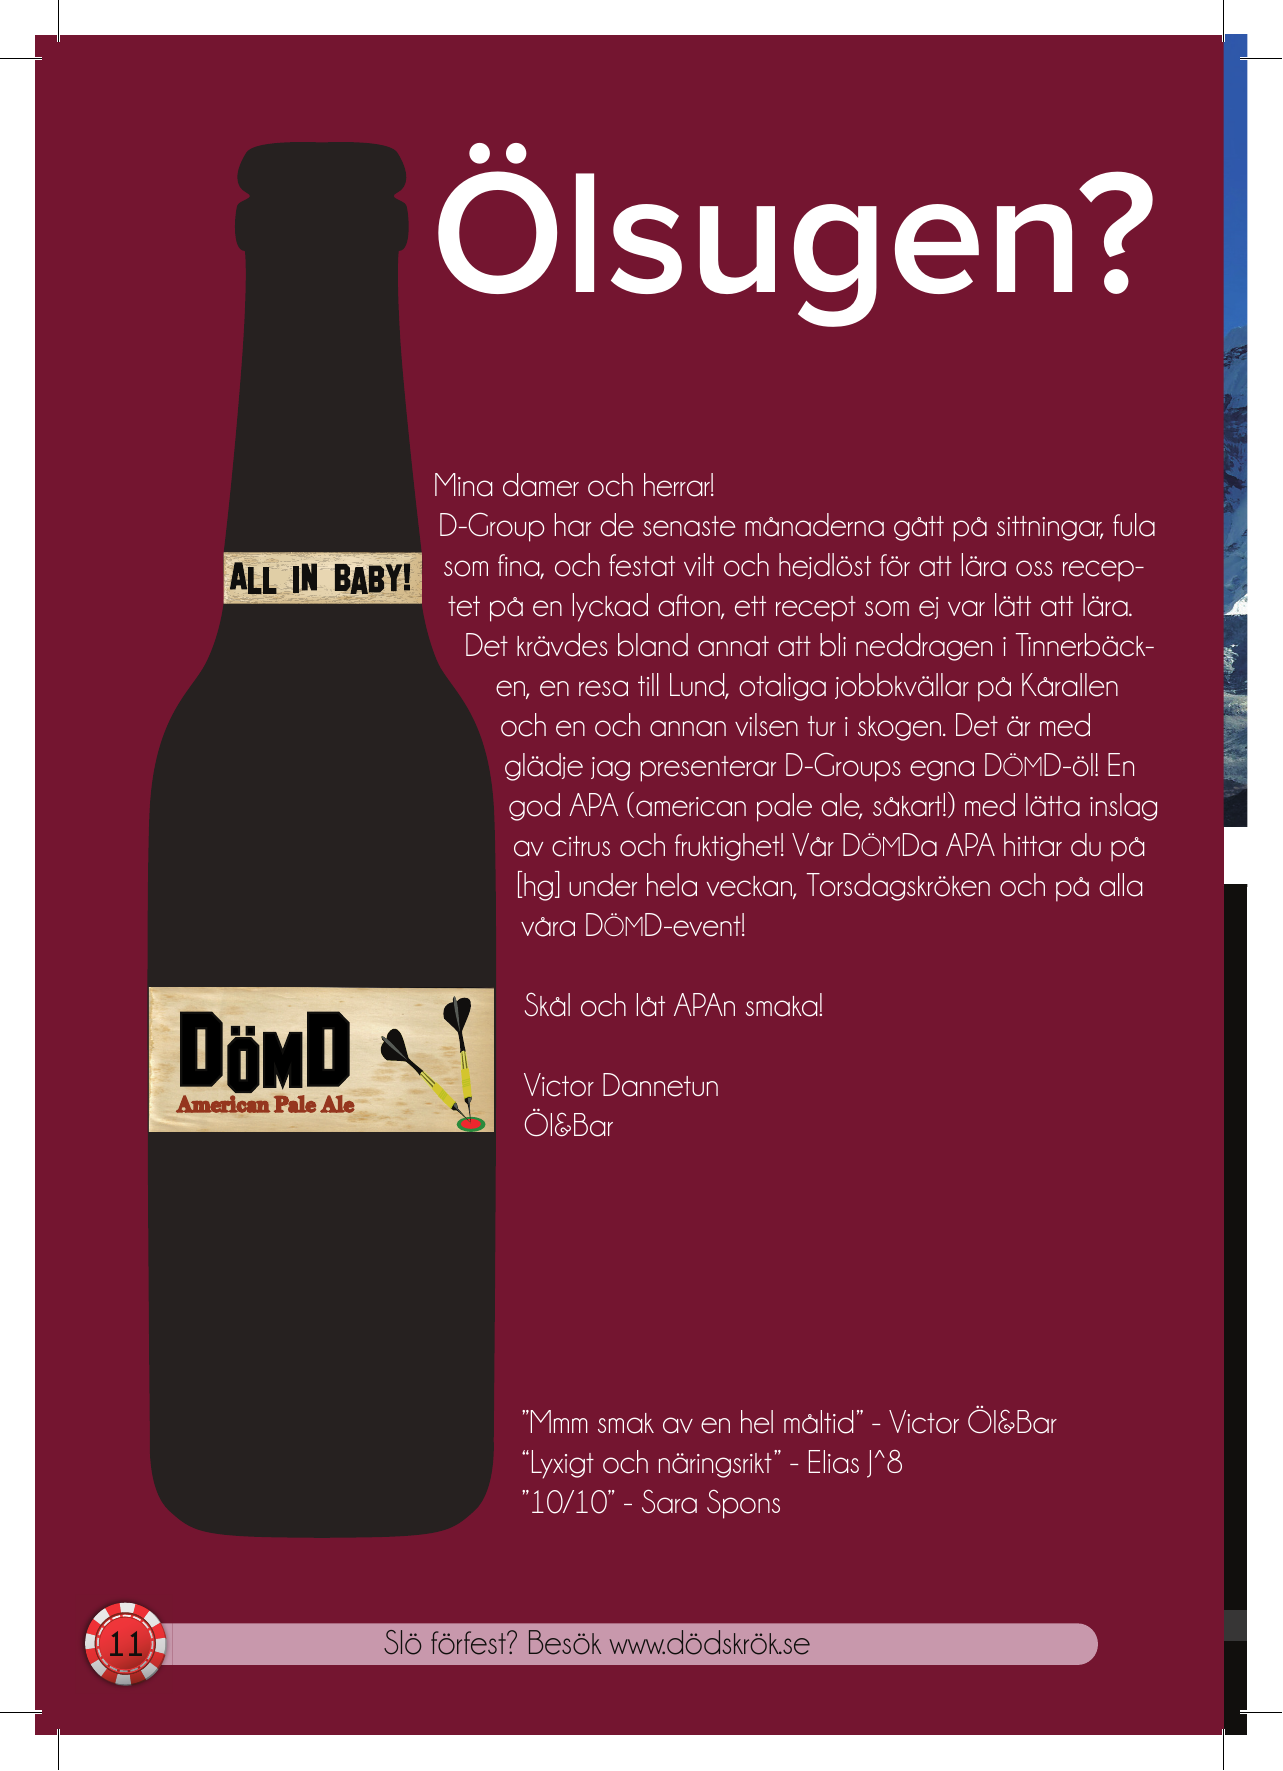 Ölsugen?
Mina damer och herrar!
D-Group har de senaste månaderna gått på sittningar, fula
som fina, och festat vilt och hejdlöst för att lära oss recep-
tet på en lyckad afton, ett recept som ej var lätt att lära.
Det krävdes bland annat att bli neddragen i Tinnerbäck-
en, en resa till Lund, otaliga jobbkvällar på Kårallen
och en och annan vilsen tur i skogen. Det är med
glädje jag presenterar D-Groups egna DÖMD-öl! En
god APA (american pale ale, såkart!) med lätta inslag
av citrus och fruktighet! Vår DÖMDa APA hittar du på
[hg] under hela veckan, Torsdagskröken och på alla
våra DÖMD-event!
Skål och låt APAn smaka!
Victor Dannetun
Öl&Bar
ALL IN BABY!
DÖMD
American Pale Ale
”Mmm smak av en hel måltid” - Victor Öl&Bar
“Lyxigt och näringsrikt” - Elias J^8
”10/10” - Sara Spons
11
Slö förfest? Besök www.dödskrök.se